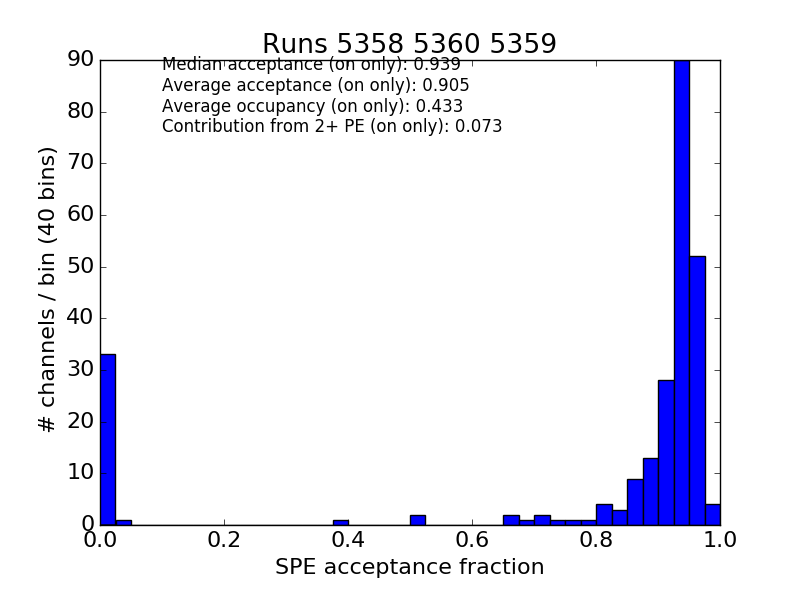 Runs 5358 5360 5359
Median acceptance (on only): 0.939
Average acceptance (on only): 0.905
Average occupancy (on only): 0.433
Contribution from 2+ PE (on only): 0.073
# channels / bin (40 bins)
90
80
70
60
50
40
30
20
10
0
0.0 0.2 0.4 0.6 0.8 1.0
SPE acceptance fraction